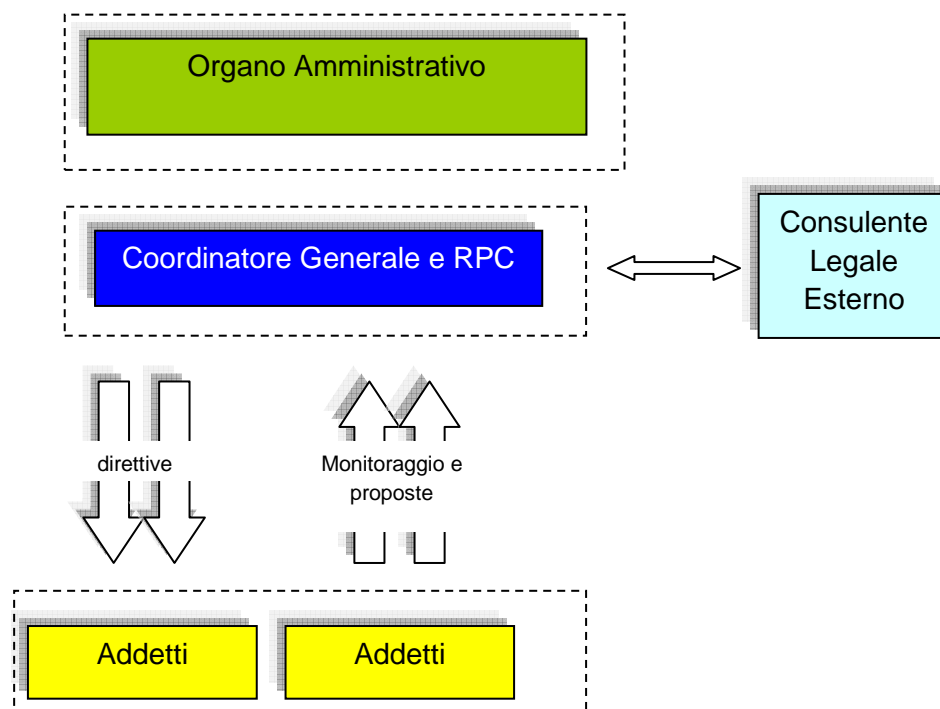 Organo Amministrativo
Coordinatore Generale e RPC
Consulente
Legale
Esterno
direttive
Monitoraggio e
proposte
Addetti
Addetti